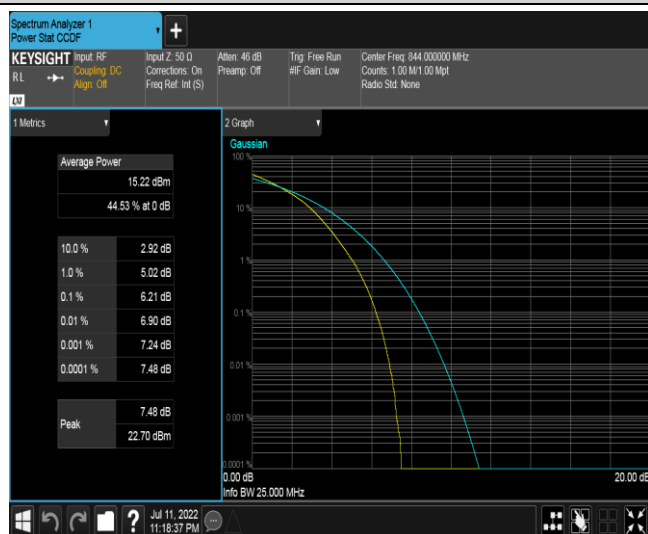 Spectrum Analyzer 1
Power Stat CCDF
+
KEYSIGHT
RL
LXI
Input: RF
Coupling: DC
Align: Off
Input Z: 50 Ω
Corrections: On
Freq Ref: Int (S)
Atten: 46 dB
Preamp: Off
Trig: Free Run
#IF Gain: Low
Center Freq: 844.000000 MHz
Counts: 1.00 M/1.00 Mpt
Radio Std: None
1 Metrics
Average Power
15.22 dBm
44.53 % at 0 dB
10.0 % 2.92 dB
1.0 % 5.02 dB
0.1 % 6.21 dB
0.01 % 6.90 dB
0.001 % 7.24 dB
0.0001 % 7.48 dB
Peak
7.48 dB
22.70 dBm
2 Graph
Gaussian
100 %
10 %
1 %
0.1 %
0.01 %
0.001 %
0.0001 %
0.00 dB
20.00 dB
Info BW 25.000 MHz
?
Jul 11, 2022
11:18:37 PM